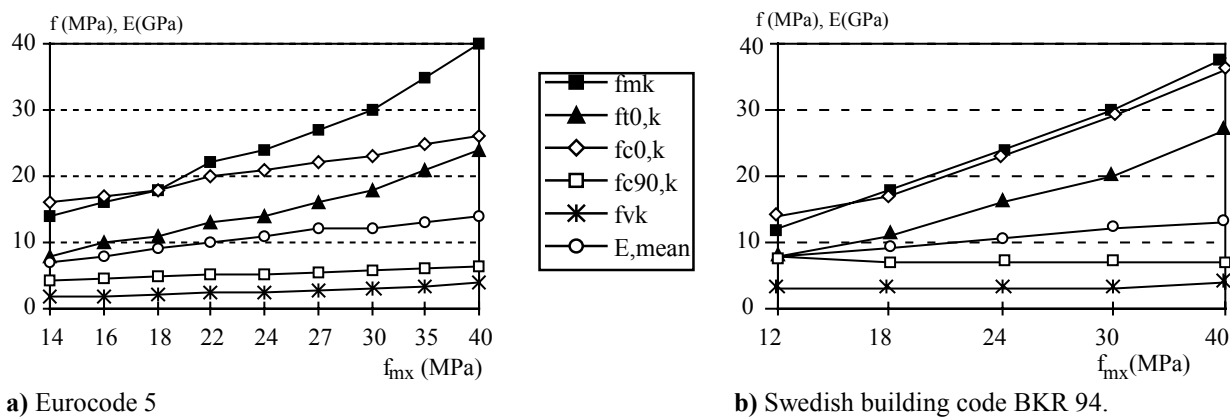 f (MPa), E(GPa)
40
30
20
10
0
14 16 18 22 24 27 30 35 40
fmx (MPa)
a) Eurocode 5
fmk
ft0,k
fc0,k
fc90,k
fvk
E,mean
f (MPa), E(GPa)
40
30
20
10
0
12 18 24 30 40
fmx(MPa)
b) Swedish building code BKR 94.